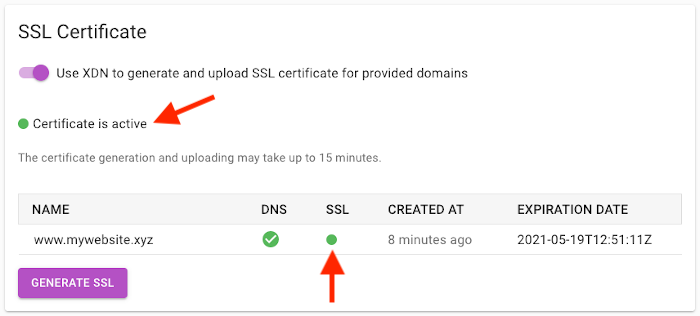 SSL Certificate
Use XDN to generate and upload SSL certificate for provided domains
Certificate is active
The certificate generation and uploading may take up to 15 minutes.
NAME DNS SSL CREATED AT EXPIRATION DATE
www.mywebsite.xyz 8 minutes ago 2021-05-19T12:51:11Z
GENERATE SSL